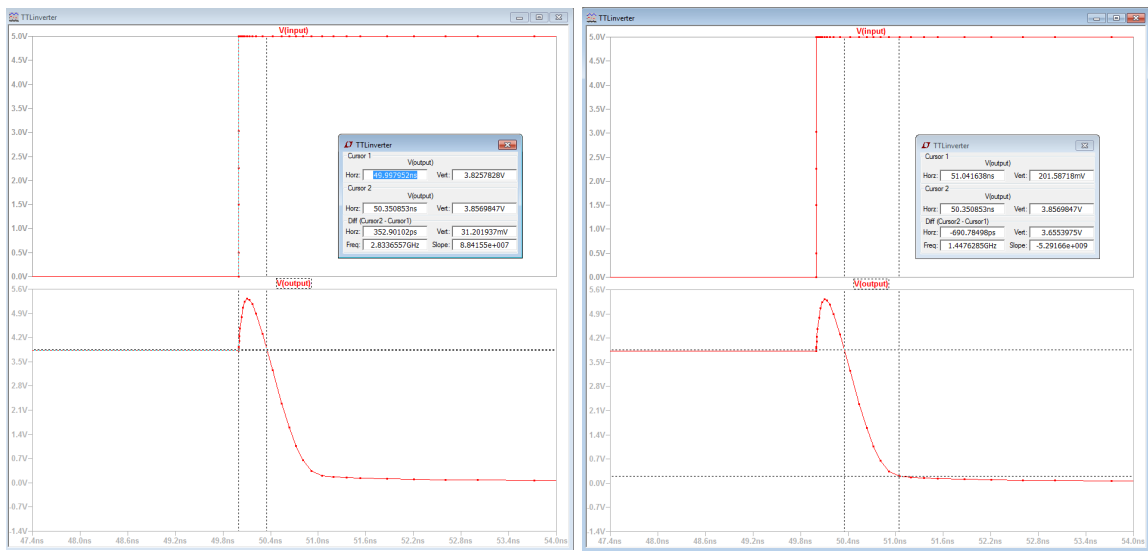 TTLinverter
V(input)
5.0V
4.5V
4.0V
3.5V
3.0V
2.5V
2.0V
1.5V
1.0V
0.5V
0.0V
TTLinverter
Cursor 1
V(output)
Horz: 49.997952ns Vert: 3.8257828V
Cursor 2
V(output)
Horz: 50.350853ns Vert: 3.8569847V
Diff (Cursor2 - Cursor1)
Horz: 352.90102ps Vert: 31.201937mV
Freq: 2.8336557GHz Slope: 8.84155e+007
V(output)
5.6V
4.9V
4.2V
3.5V
2.8V
2.1V
1.4V
0.7V
0.0V
-0.7V
-1.4V
47.4ns 48.0ns 48.6ns 49.2ns 49.8ns 50.4ns 51.0ns 51.6ns 52.2ns 52.8ns 53.4ns 54.0ns
TTLinverter
V(input)
5.0V
4.5V
4.0V
3.5V
3.0V
2.5V
2.0V
1.5V
1.0V
0.5V
0.0V
TTLinverter
Cursor 1
V(output)
Horz: 51.041638ns Vert: 201.58718mV
Cursor 2
V(output)
Horz: 50.350853ns Vert: 3.8569847V
Diff (Cursor2 - Cursor1)
Horz: -690.78498ps Vert: 3.6553975V
Freq: 1.4476285GHz Slope: -5.29166e+009
V(output)
5.6V
4.9V
4.2V
3.5V
2.8V
2.1V
1.4V
0.7V
0.0V
-0.7V
-1.4V
47.4ns 48.0ns 48.6ns 49.2ns 49.8ns 50.4ns 51.0ns 51.6ns 52.2ns 52.8ns 53.4ns 54.0ns